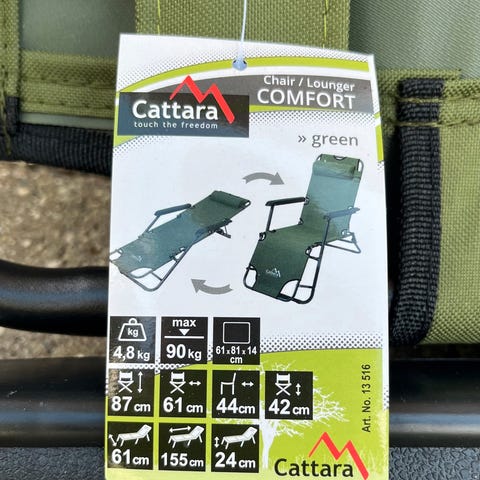 Chair / Lounger
COMFORT
Cattara
touch the freedom
» green
kg
4,8 kg
max
90 kg
61 x 81 x 14
cm
87 cm
61 cm
44 cm
42 cm
61 cm
155 cm
24 cm
Art. No. 13 516
Cattara